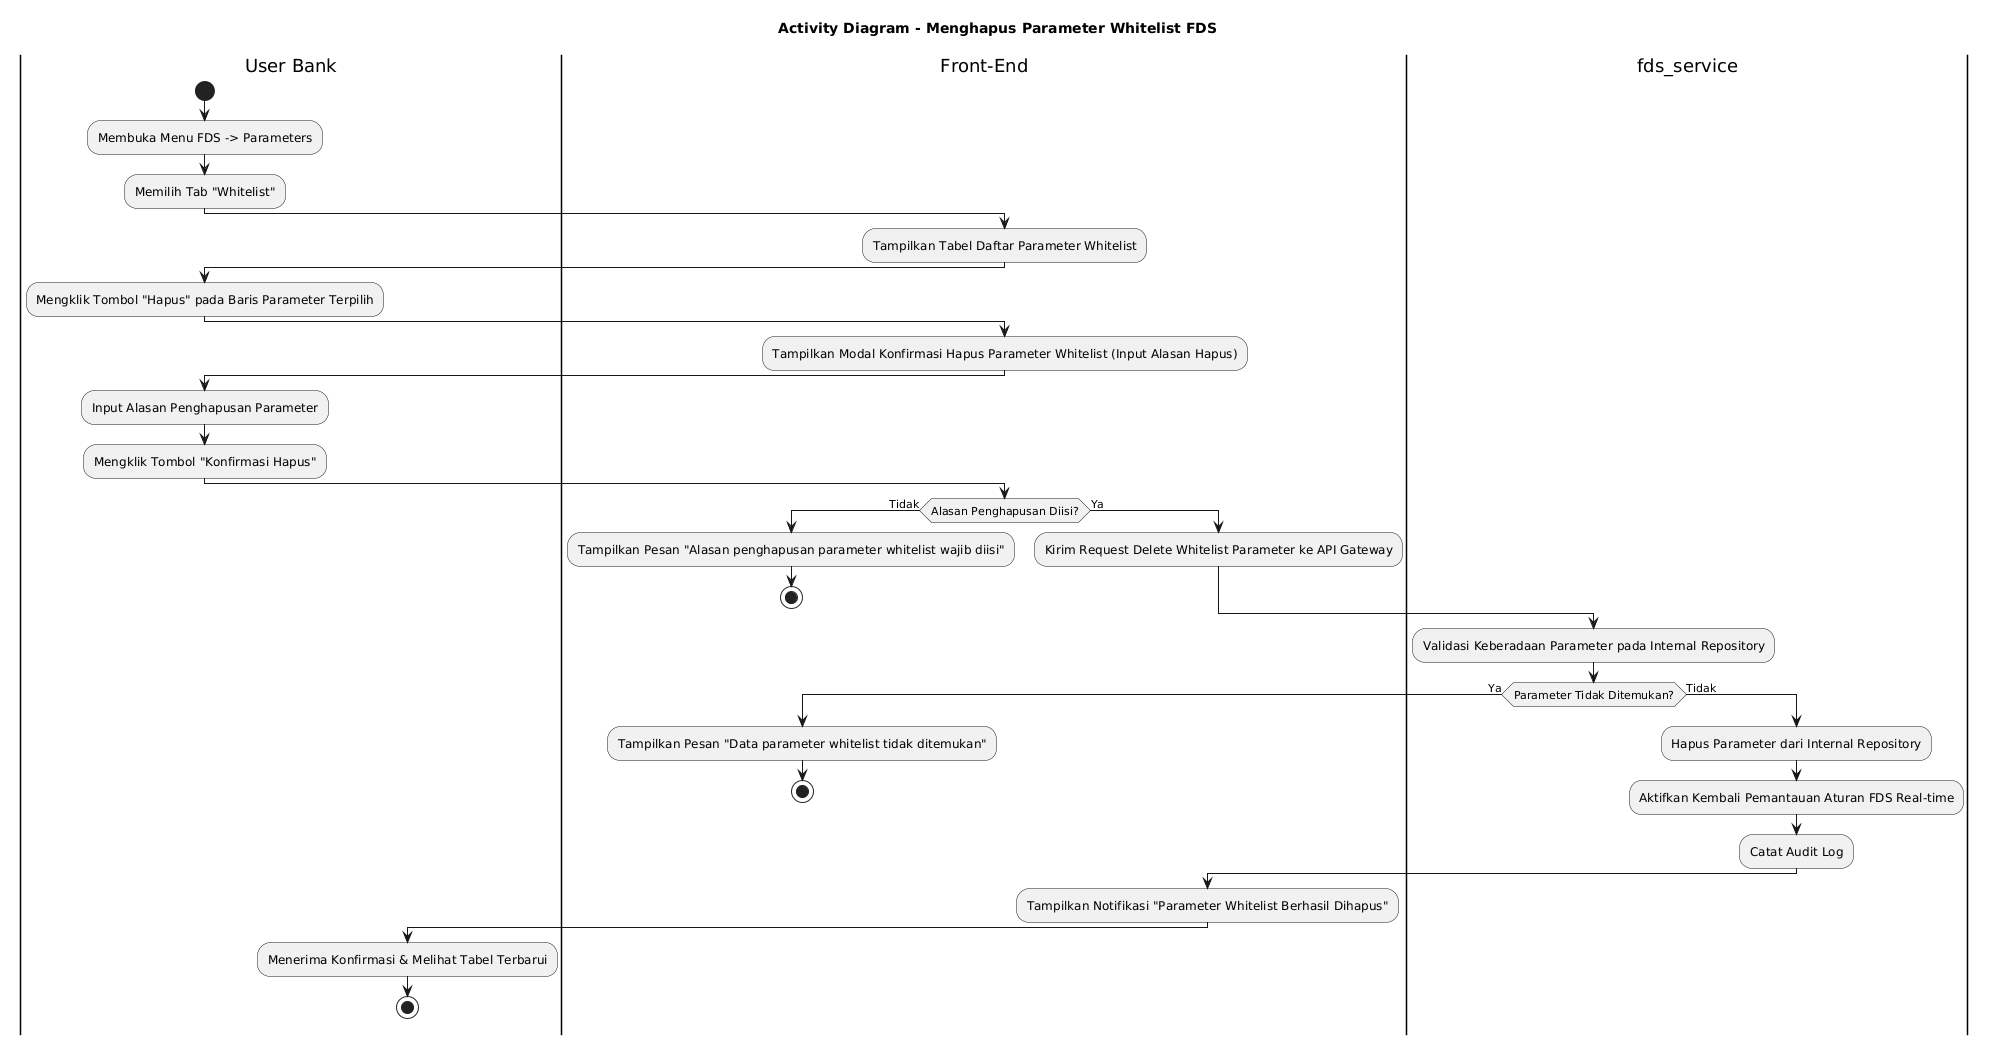 Activity Diagram - Menghapus Parameter Whitelist FDS
User Bank
Front-End
fds_service
Membuka Menu FDS -> Parameters
Memilih Tab "Whitelist"
Tampilkan Tabel Daftar Parameter Whitelist
Mengklik Tombol "Hapus" pada Baris Parameter Terpilih
Tampilkan Modal Konfirmasi Hapus Parameter Whitelist (Input Alasan Hapus)
Input Alasan Penghapusan Parameter
Mengklik Tombol "Konfirmasi Hapus"
Tidak
Alasan Penghapusan Diisi?
Ya
Tampilkan Pesan "Alasan penghapusan parameter whitelist wajib diisi"
Kirim Request Delete Whitelist Parameter ke API Gateway
Validasi Keberadaan Parameter pada Internal Repository
Ya
Parameter Tidak Ditemukan?
Tidak
Tampilkan Pesan "Data parameter whitelist tidak ditemukan"
Hapus Parameter dari Internal Repository
Aktifkan Kembali Pemantauan Aturan FDS Real-time
Catat Audit Log
Tampilkan Notifikasi "Parameter Whitelist Berhasil Dihapus"
Menerima Konfirmasi & Melihat Tabel Terbarui